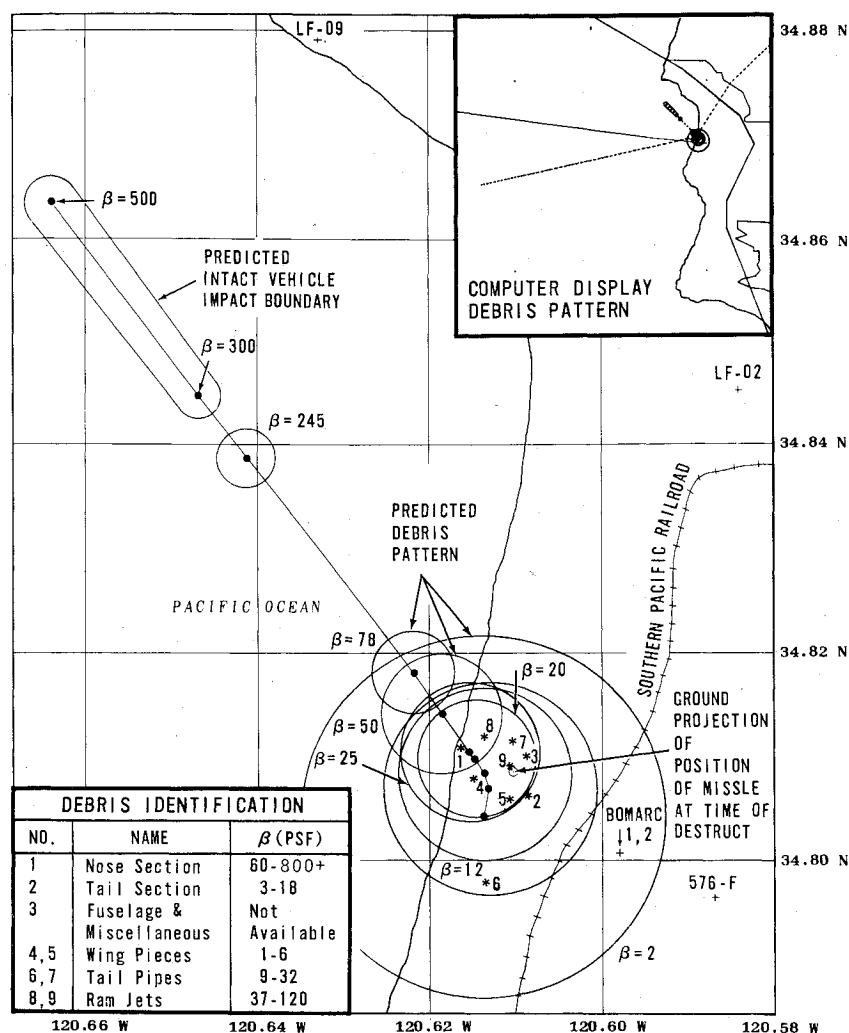 LF-09
34.88 N
COMPUTER DISPLAY
DEBRIS PATTERN
β=500
PREDICTED
INTACT VEHICLE
IMPACT BOUNDARY
34.86 N
β=300
LF-02
β=245
34.84 N
PREDICTED
DEBRIS
PATTERN
SOUTHERN PACIFIC RAILROAD
PACIFIC OCEAN
β=78
34.82 N
β=20
GROUND
PROJECTION
OF
POSITION
OF MISSLE
AT TIME OF
DESTRUCT
β=50
β=25
8
7
1
9
3
4
5
2
BOMARC
1,2
34.80 N
β=12
6
576-F
β=2
DEBRIS IDENTIFICATION
NO. NAME β(PSF)
1 Nose Section 60-800+
2 Tail Section 3-18
3 Fuselage & Not
Miscellaneous Available
4,5 Wing Pieces 1-6
6,7 Tail Pipes 9-32
8,9 Ram Jets 37-120
120.66 W 120.64 W 120.62 W 120.60 W 120.58 W